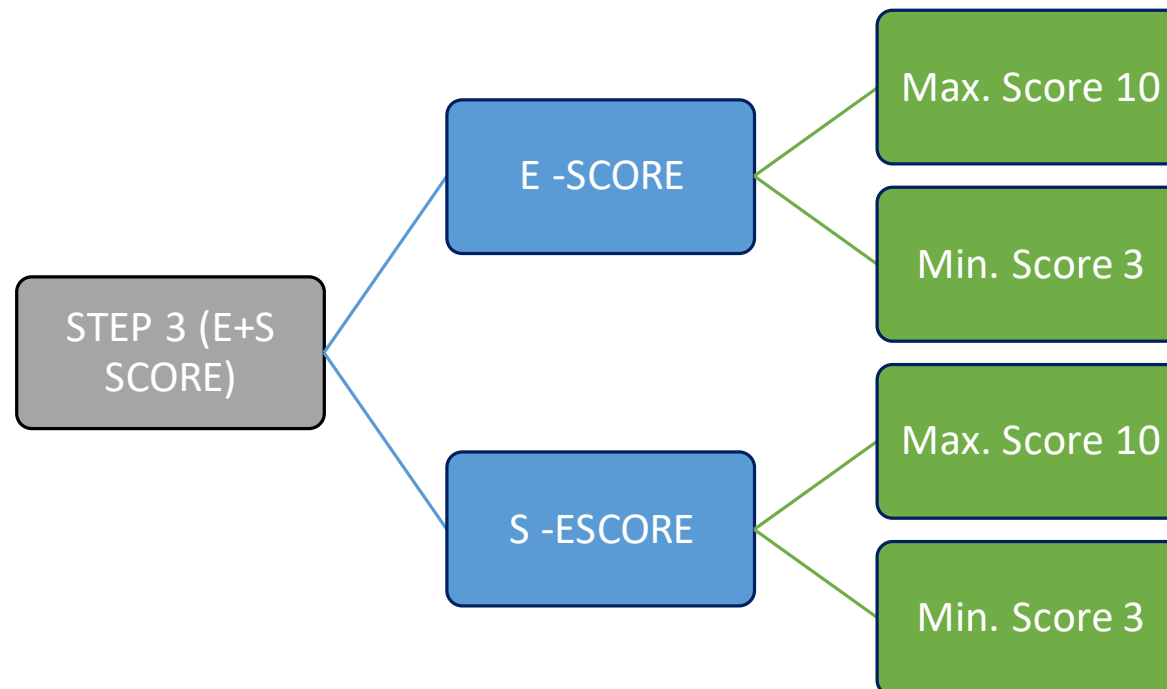 STEP 3 (E+S
SCORE)
E -SCORE
Max. Score 10
Min. Score 3
S -ESCORE
Max. Score 10
Min. Score 3